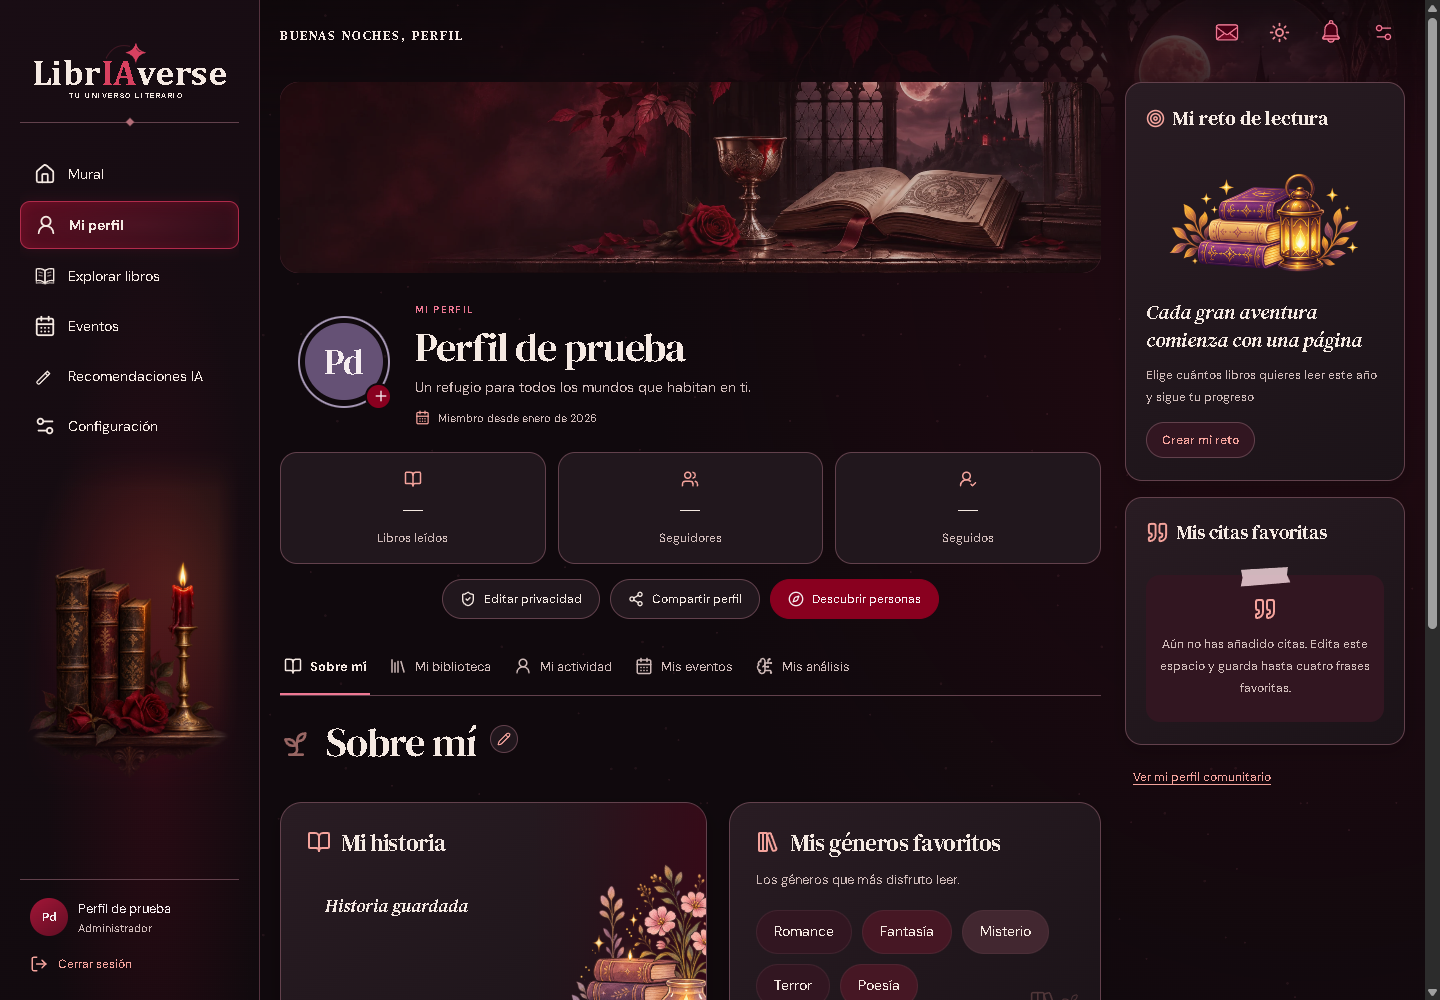 LibrIAverse
TU UNIVERSO LITERARIO
Mural
Mi perfil
Explorar libros
Eventos
Recomendaciones IA
Configuración
Pd
Perfil de prueba
Administrador
Cerrar sesión
BUENAS NOCHES, PERFIL
MI PERFIL
Pd
Perfil de prueba
Un refugio para todos los mundos que habitan en ti.
Miembro desde enero de 2026
—
Libros leídos
—
Seguidores
—
Seguidos
Editar privacidad
Compartir perfil
Descubrir personas
Sobre mí
Mi biblioteca
Mi actividad
Mis eventos
Mis análisis
Sobre mí
Mi historia
Historia guardada
Mis géneros favoritos
Los géneros que más disfruto leer.
Romance
Fantasía
Misterio
Terror
Poesía
Mi reto de lectura
Cada gran aventura
comienza con una página
Elige cuántos libros quieres leer este año
y sigue tu progreso
Crear mi reto
Mis citas favoritas
Aún no has añadido citas. Edita este
espacio y guarda hasta cuatro frases
favoritas.
Ver mi perfil comunitario